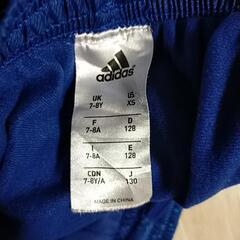 adidas
UK US
7-8Y XS
F D
7-8A 128
I E
7-8A 128
CDN J
7-8Y/A 130
MADE IN CHINA